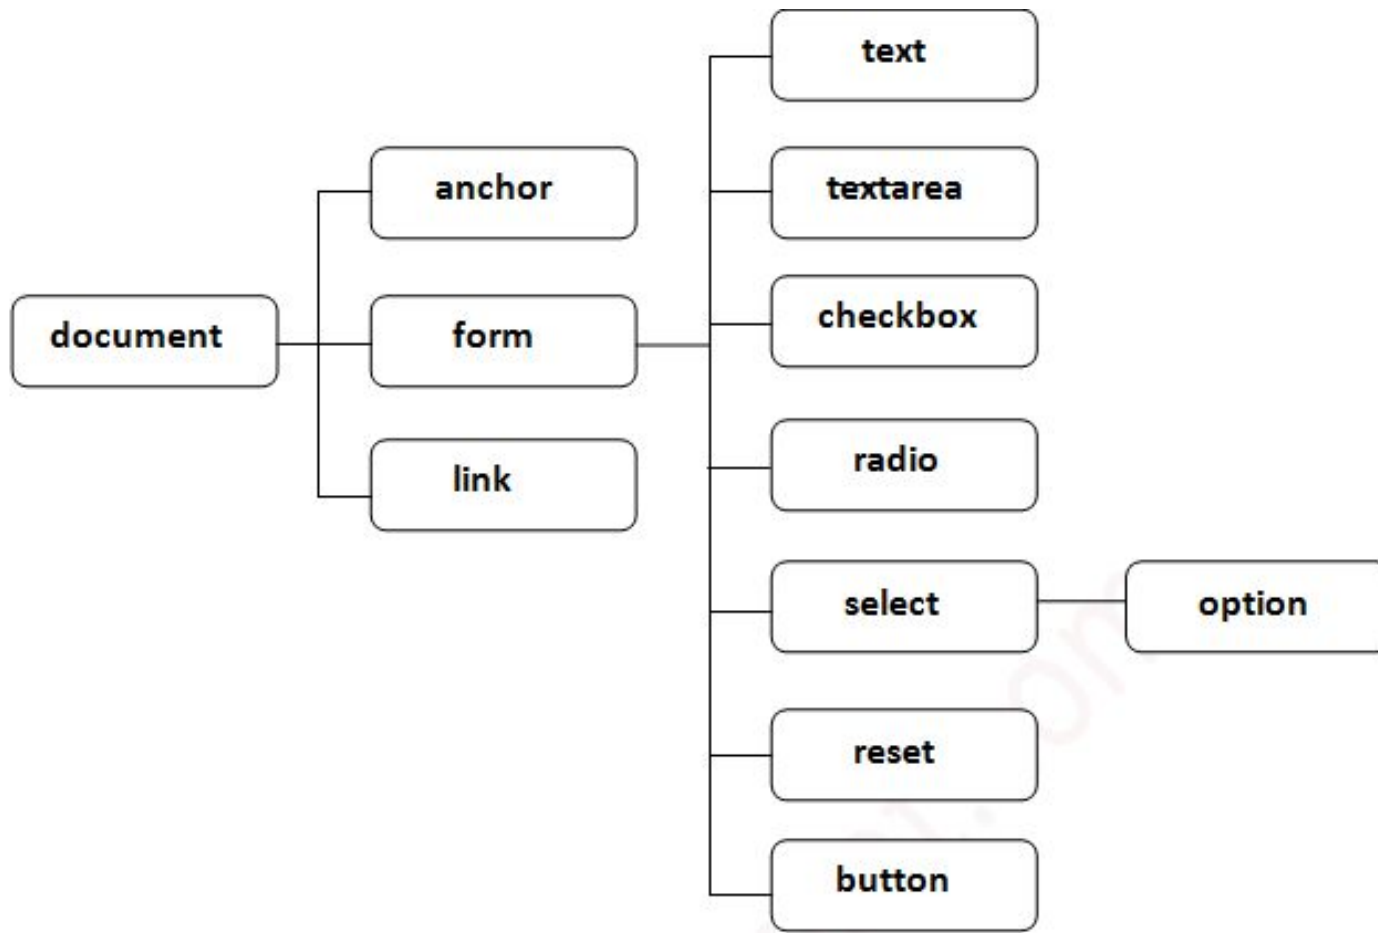 text
anchor
textarea
checkbox
document
form
radio
link
select
option
reset
button